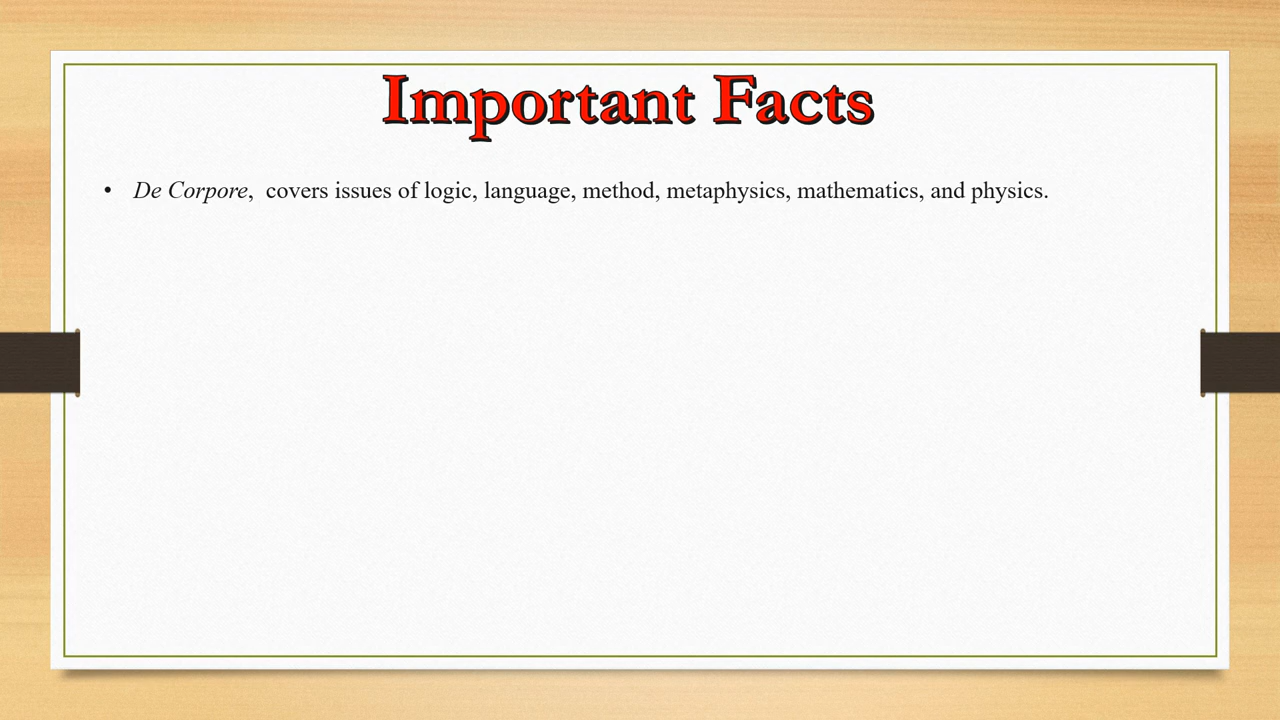 Important Facts
• De Corpore,  covers issues of logic, language, method, metaphysics, mathematics, and physics.